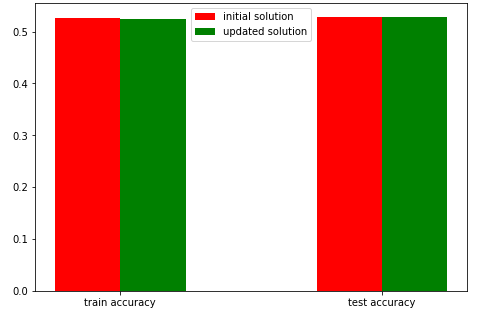 initial solution
updated solution
0.5
0.4
0.3
0.2
0.1
0.0
train accuracy
test accuracy